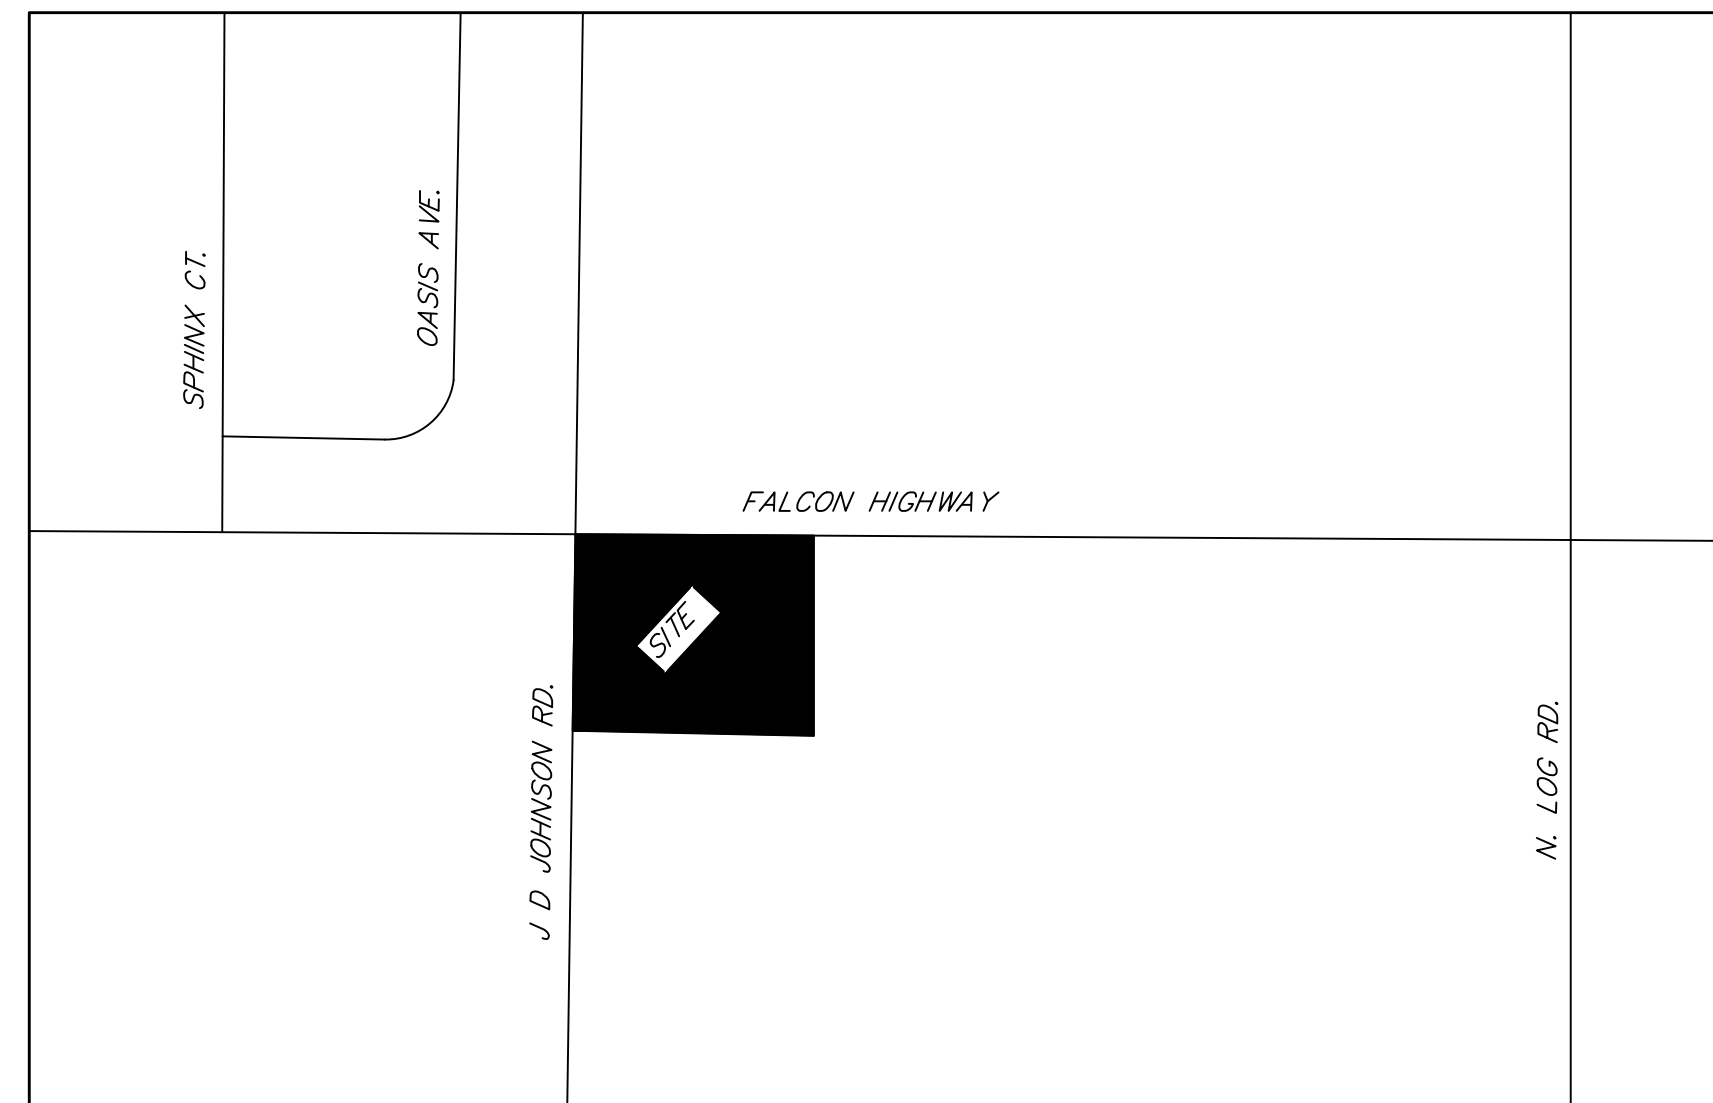 SPHINX CT.
OASIS AVE.
FALCON HIGHWAY
SITE
J D JOHNSON RD.
N. LOG RD.